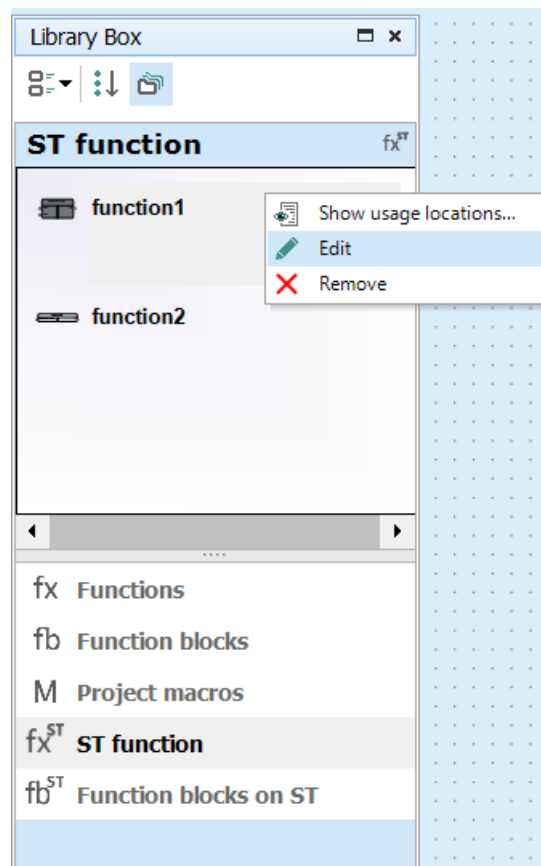 Library Box
ST function fxST
function1
Show usage locations...
Edit
Remove
function2
fx Functions
fb Function blocks
M Project macros
fxST ST function
fbST Function blocks on ST